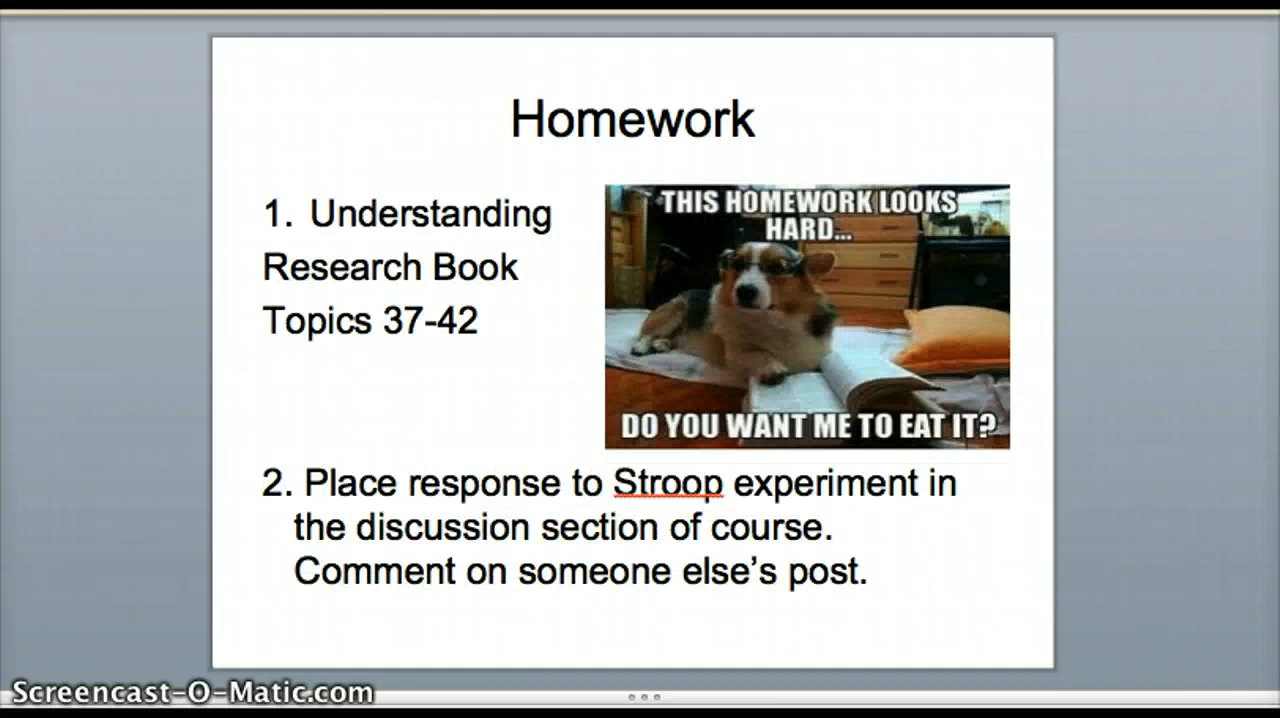 Homework
1. Understanding
Research Book
Topics 37-42
THIS HOMEWORK LOOKS
HARD...
DO YOU WANT ME TO EAT IT?
2. Place response to Stroop experiment in
the discussion section of course.
Comment on someone else’s post.
Screencast-O-Matic.com